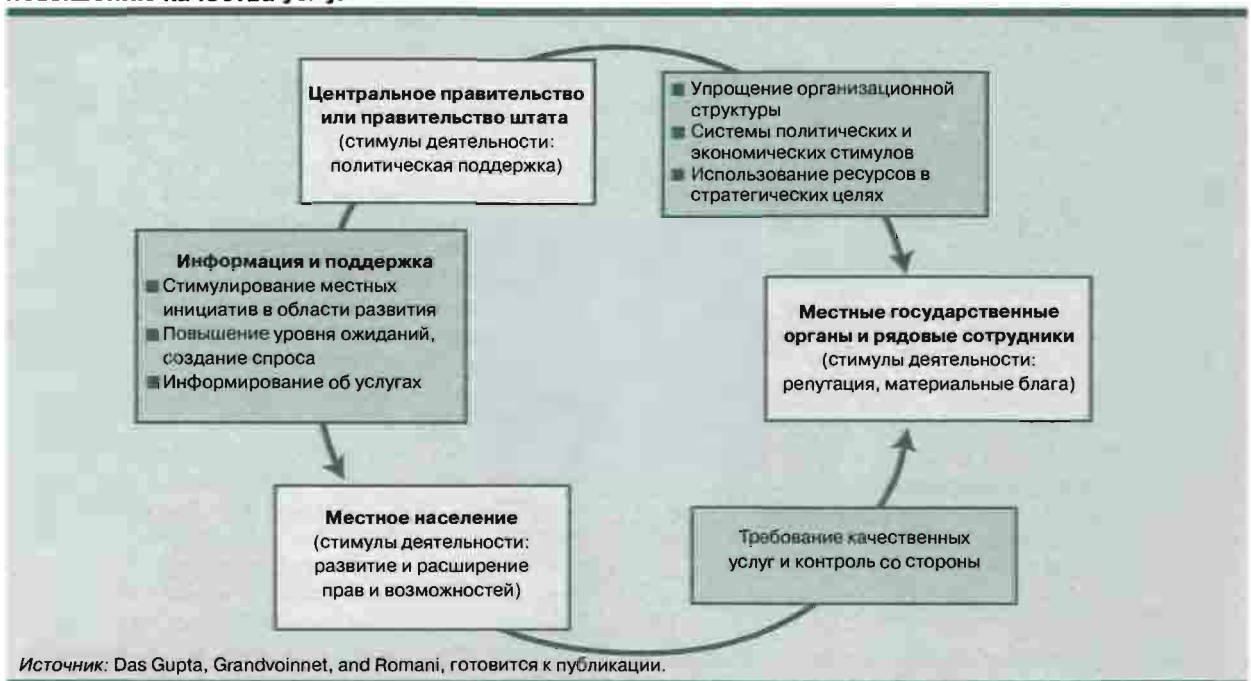 Центральное правительство
или правительство штата
(стимулы деятельности:
политическая поддержка)
■ Упрощение организационной
структуры
■ Системы политических и
экономических стимулов
■ Использование ресурсов в
стратегических целях
Информация и поддержка
■ Стимулирование местных
инициатив в области развития
■ Повышение уровня ожиданий,
создание спроса
■ Информирование об услугах
Местные государственные
органы и рядовые сотрудники
(стимулы деятельности:
репутация, материальные блага)
Местное население
(стимулы деятельности:
развитие и расширение
прав и возможностей)
Требование качественных
услуг и контроль со стороны
Источник: Das Gupta, Grandvoinnet, and Romani, готовится к публикации.